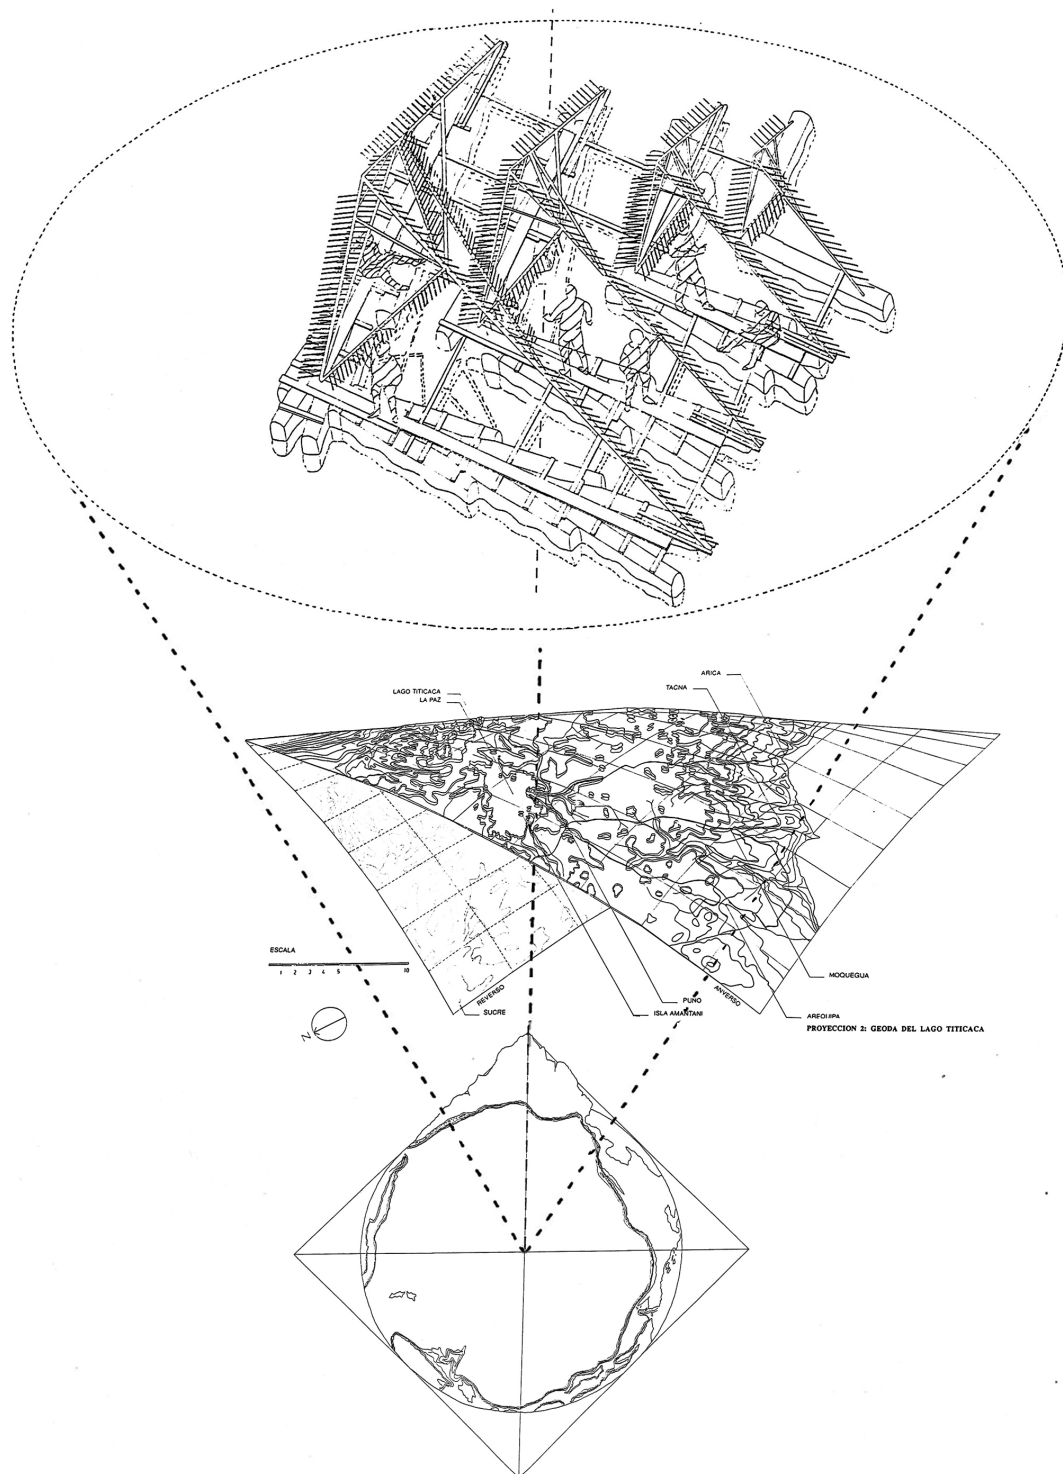 ARICA
TACNA
LAGO TITICACA
LA PAZ
ESCALA
1 2 3 4 5 10
MOQUEGUA
REVERSO
ANVERSO
PUNO
SUCRE
ISLA AMANTANI
AREQUIPA
PROYECCION 2: GEODA DEL LAGO TITICACA
N